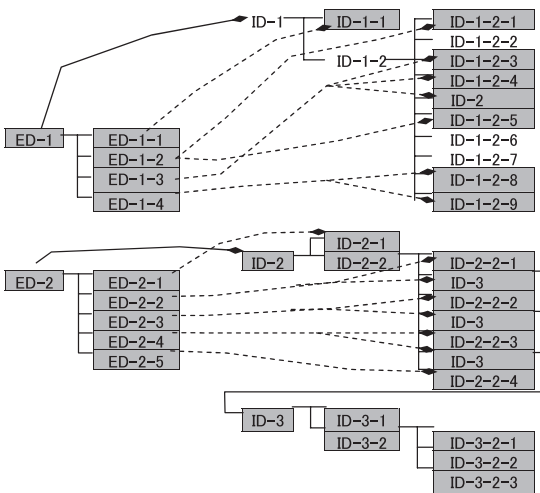 ID-1 ID-1-1 ID-1-2-1
ID-1-2-2
ID-1-2 ID-1-2-3
ID-1-2-4
ID-2
ID-1-2-5
ED-1 ED-1-1 ID-1-2-6
ED-1-2 ID-1-2-7
ED-1-3 ID-1-2-8
ED-1-4 ID-1-2-9
ID-2-1
ID-2 ID-2-2 ID-2-2-1
ED-2 ED-2-1 ID-3
ED-2-2 ID-2-2-2
ED-2-3 ID-3
ED-2-4 ID-2-2-3
ED-2-5 ID-3
ID-2-2-4
ID-3 ID-3-1
ID-3-2 ID-3-2-1
ID-3-2-2
ID-3-2-3